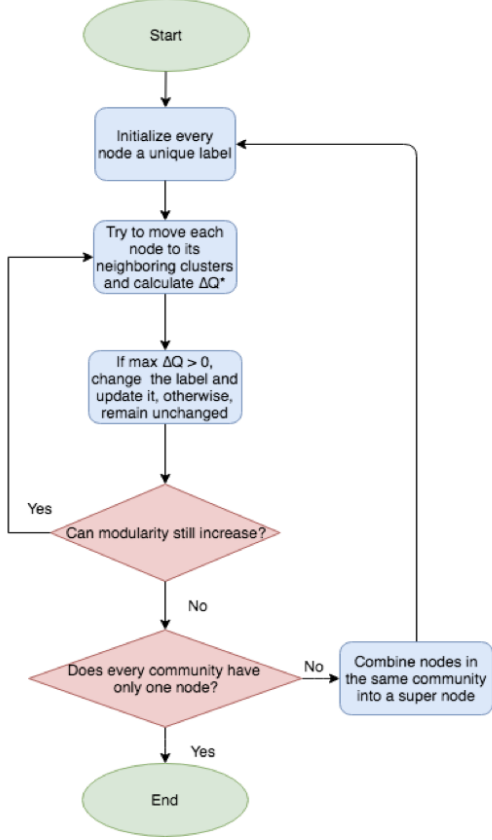 Start
Initialize every
node a unique label
Try to move each
node to its
neighboring clusters
and calculate ΔQ*
If max ΔQ > 0,
change the label and
update it, otherwise,
remain unchanged
Yes
Can modularity still increase?
No
Does every community have
only one node?
No
Combine nodes in
the same community
into a super node
Yes
End